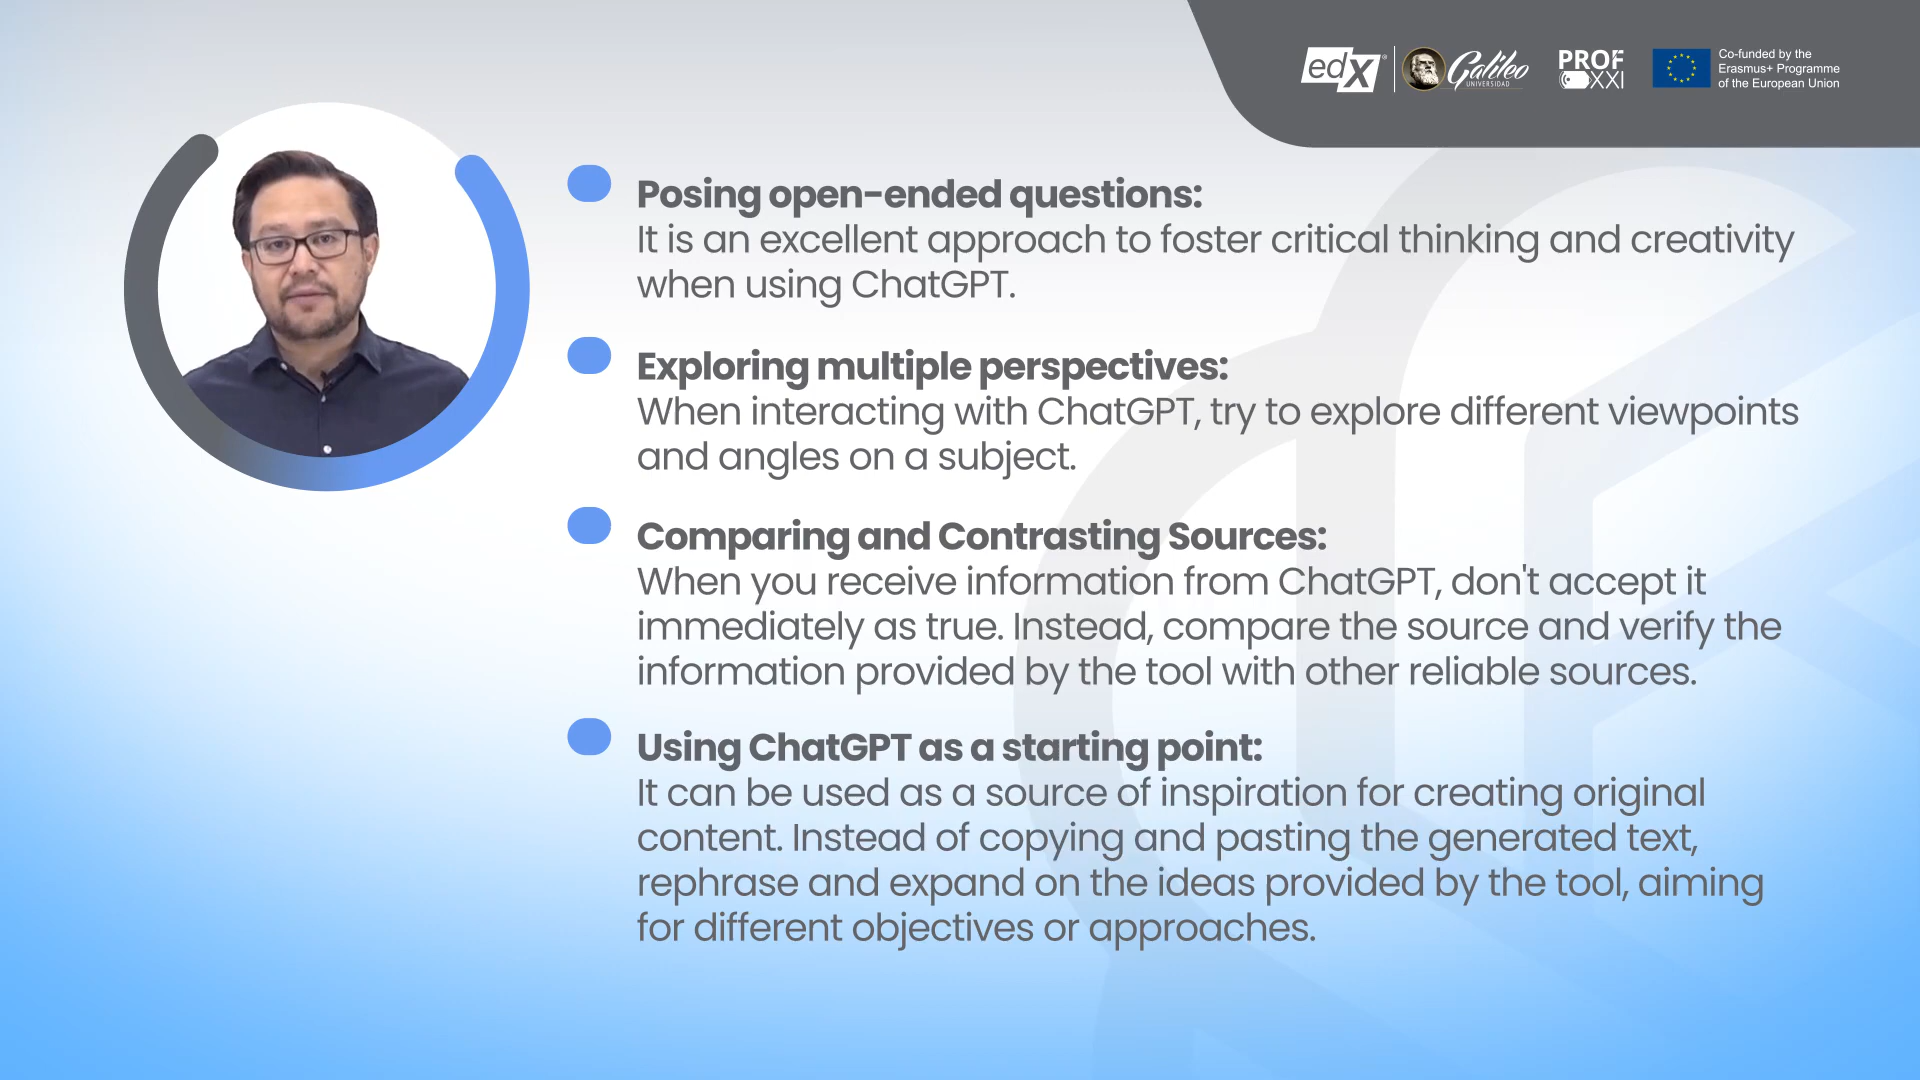 edX
Galileo
UNIVERSIDAD
PROF
XXI
Co-funded by the
Erasmus+ Programme
of the European Union
Posing open-ended questions:
It is an excellent approach to foster critical thinking and creativity
when using ChatGPT.
Exploring multiple perspectives:
When interacting with ChatGPT, try to explore different viewpoints
and angles on a subject.
Comparing and Contrasting Sources:
When you receive information from ChatGPT, don't accept it
immediately as true. Instead, compare the source and verify the
information provided by the tool with other reliable sources.
Using ChatGPT as a starting point:
It can be used as a source of inspiration for creating original
content. Instead of copying and pasting the generated text,
rephrase and expand on the ideas provided by the tool, aiming
for different objectives or approaches.